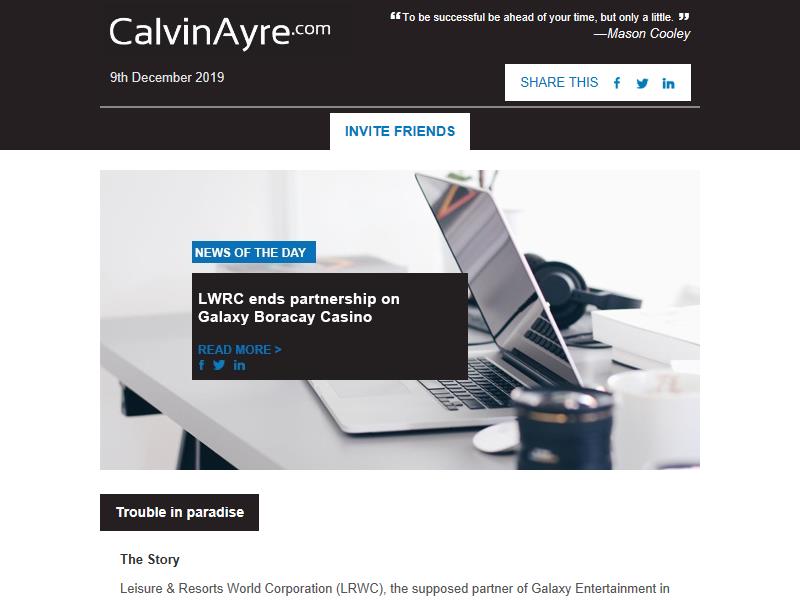 CalvinAyre.com
❝To be successful be ahead of your time, but only a little. ❞
—Mason Cooley
9th December 2019
SHARE THIS
INVITE FRIENDS
NEWS OF THE DAY
LWRC ends partnership on
Galaxy Boracay Casino
READ MORE >
Trouble in paradise
The Story
Leisure & Resorts World Corporation (LRWC), the supposed partner of Galaxy Entertainment in